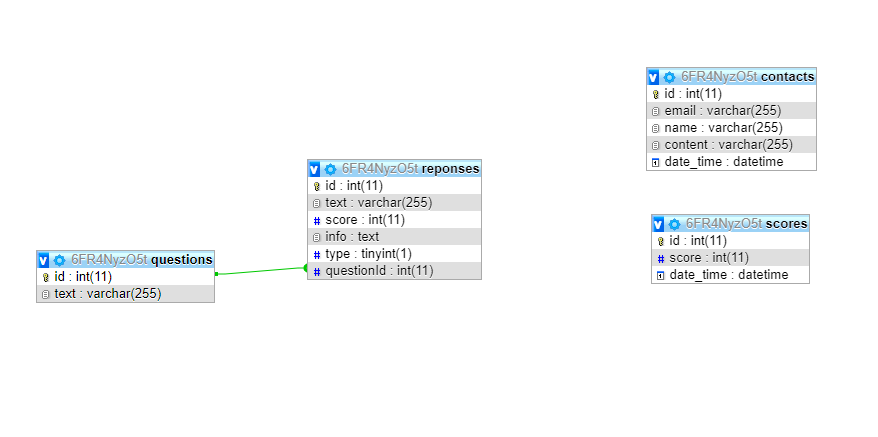 6FR4NyzO5t contacts
id : int(11)
email : varchar(255)
name : varchar(255)
content : varchar(255)
date_time : datetime
6FR4NyzO5t reponses
id : int(11)
text : varchar(255)
score : int(11)
info : text
type : tinyint(1)
questionId : int(11)
6FR4NyzO5t scores
id : int(11)
score : int(11)
date_time : datetime
6FR4NyzO5t questions
id : int(11)
text : varchar(255)